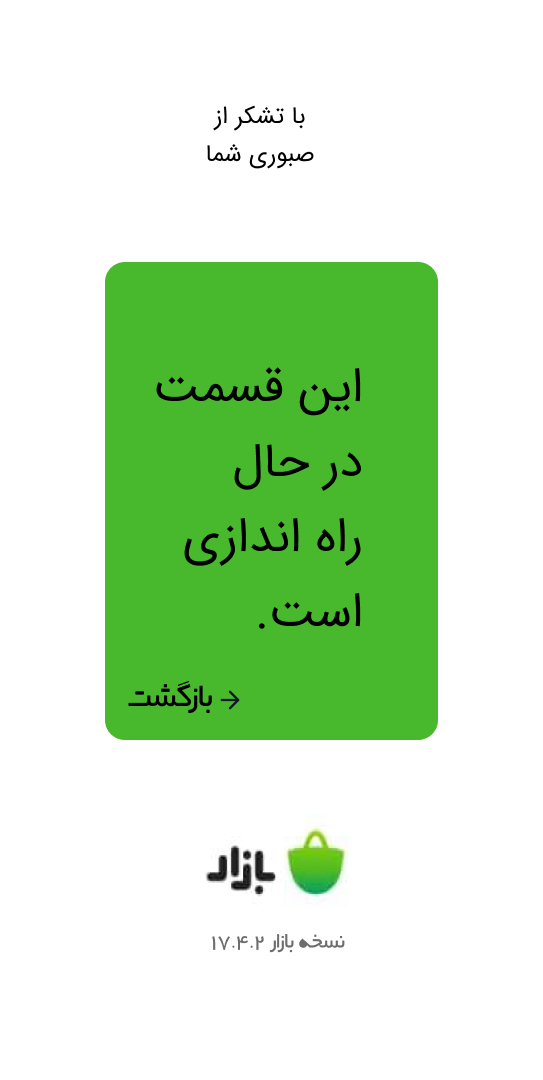 با تشکر از
صبوری شما
این قسمت
در حال
راه اندازی
است.
بازگشت
بازار
نسخه بازار ۱۷.۴.۲